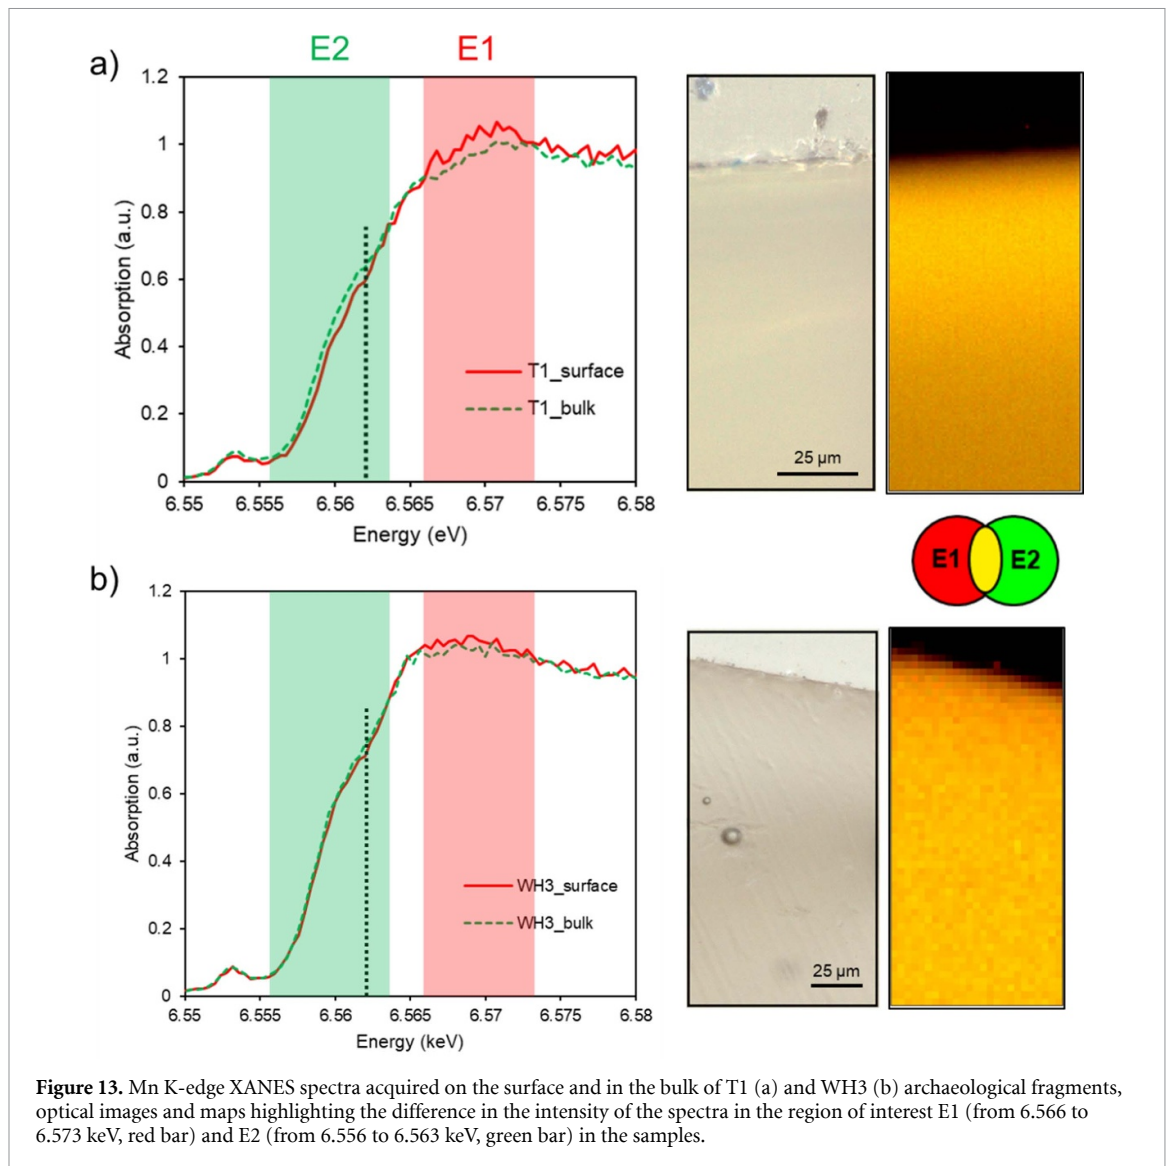 E2 E1
a)
1.2
1
0.8
0.6
0.4
0.2
0
Absorption (a.u.)
T1_surface
T1_bulk
6.55 6.555 6.56 6.565 6.57 6.575 6.58
Energy (eV)
25 µm
E1 E2
b)
1.2
1
0.8
0.6
0.4
0.2
0
Absorption (a.u.)
WH3_surface
WH3_bulk
6.55 6.555 6.56 6.565 6.57 6.575 6.58
Energy (keV)
25 µm
Figure 13. Mn K-edge XANES spectra acquired on the surface and in the bulk of T1 (a) and WH3 (b) archaeological fragments,
optical images and maps highlighting the difference in the intensity of the spectra in the region of interest E1 (from 6.566 to
6.573 keV, red bar) and E2 (from 6.556 to 6.563 keV, green bar) in the samples.